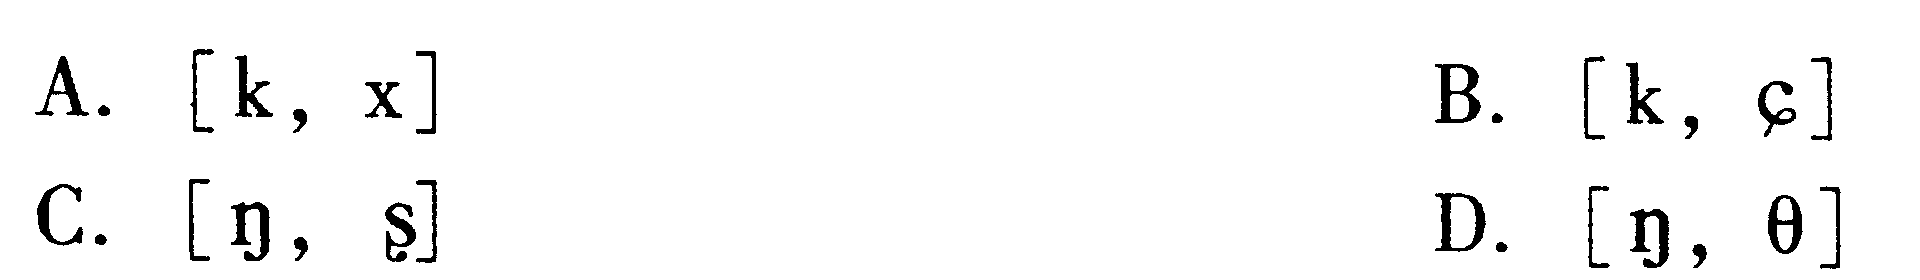 A. [k, x] B. [k, ɕ]
C. [ŋ, ʂ] D. [ŋ, θ]